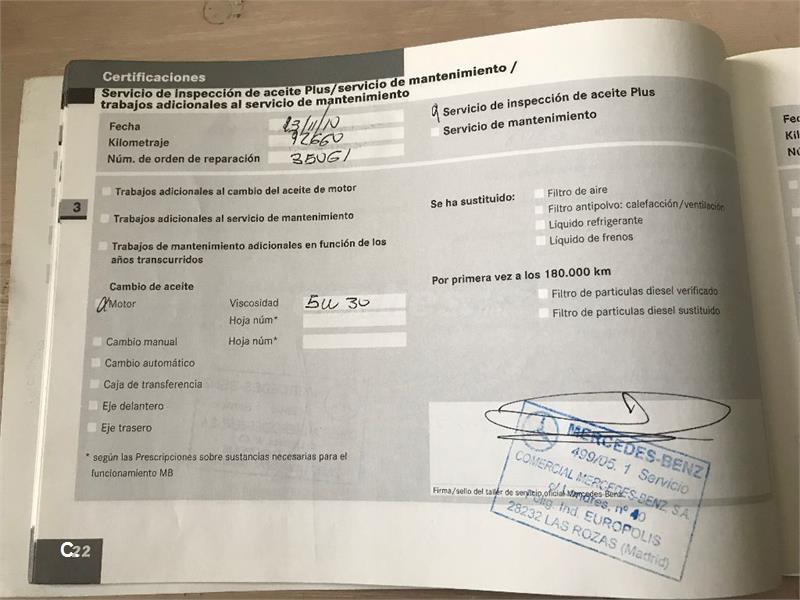 Certificaciones
Servicio de inspección de aceite Plus/servicio de mantenimiento /
trabajos adicionales al servicio de mantenimiento
Fecha
Kilometraje
Núm. de orden de reparación
Servicio de inspección de aceite Plus
Servicio de mantenimiento
3
Trabajos adicionales al cambio del aceite de motor
Trabajos adicionales al servicio de mantenimiento
Trabajos de mantenimiento adicionales en función de los
años transcurridos
Se ha sustituido:
Filtro de aire
Filtro antipolvo: calefacción/ventilación
Líquido refrigerante
Líquido de frenos
Cambio de aceite
Motor
Viscosidad 5W 30
Hoja núm*
Cambio manual Hoja núm*
Cambio automático
Caja de transferencia
Eje delantero
Eje trasero
Por primera vez a los 180.000 km
Filtro de particulas diesel verificado
Filtro de particulas diesel sustituido
* según las Prescripciones sobre sustancias necesarias para el
funcionamiento MB
MERCEDES-BENZ
499/05. 1 Servicio
COMERCIAL MERCEDES-BENZ, S.A.
Firma/sello del taller de servicio oficial Mercedes-Benz
c/ Londres, nº
Polig. Ind. EUROPOLIS
28232 LAS ROZAS (Madrid)
22